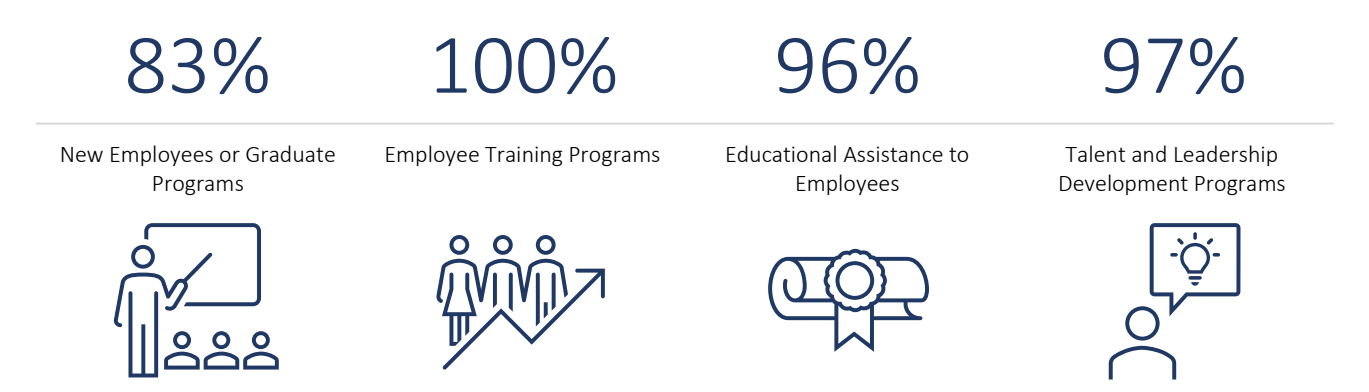 83%
100%
96%
97%
New Employees or Graduate
Programs
Employee Training Programs
Educational Assistance to
Employees
Talent and Leadership
Development Programs